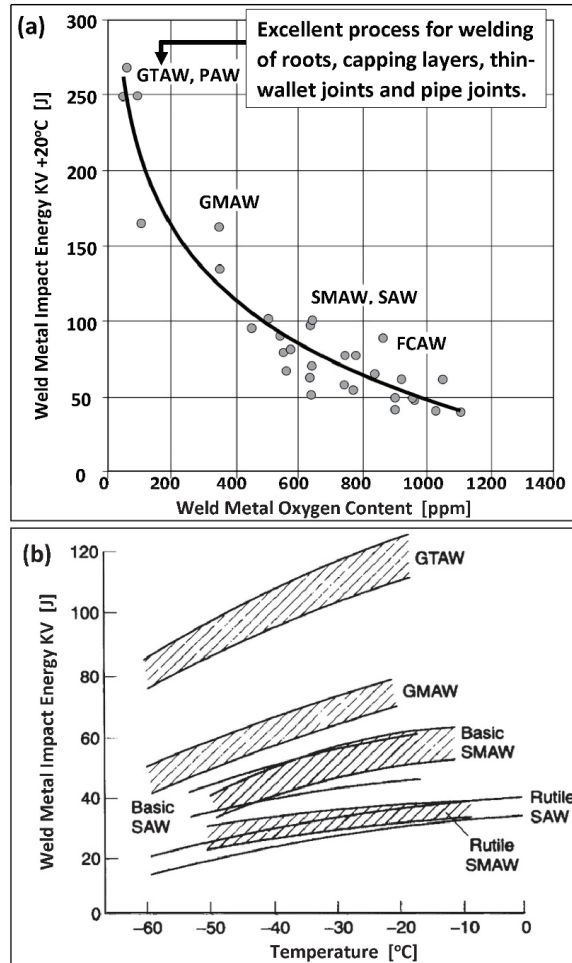 (a)
Excellent process for welding
of roots, capping layers, thin-
wallet joints and pipe joints.
GTAW, PAW
GMAW
SMAW, SAW
FCAW
300
250
200
150
100
50
0
0
200
400
600
800
1000
1200
1400
Weld Metal Impact Energy KV +20°C [J]
Weld Metal Oxygen Content [ppm]
(b)
120
100
80
60
40
20
0
Weld Metal Impact Energy KV [J]
GTAW
GMAW
Basic
SMAW
Basic
SAW
Rutile
SAW
Rutile
SMAW
−60
−50
−40
−30
−20
−10
0
Temperature [°C]